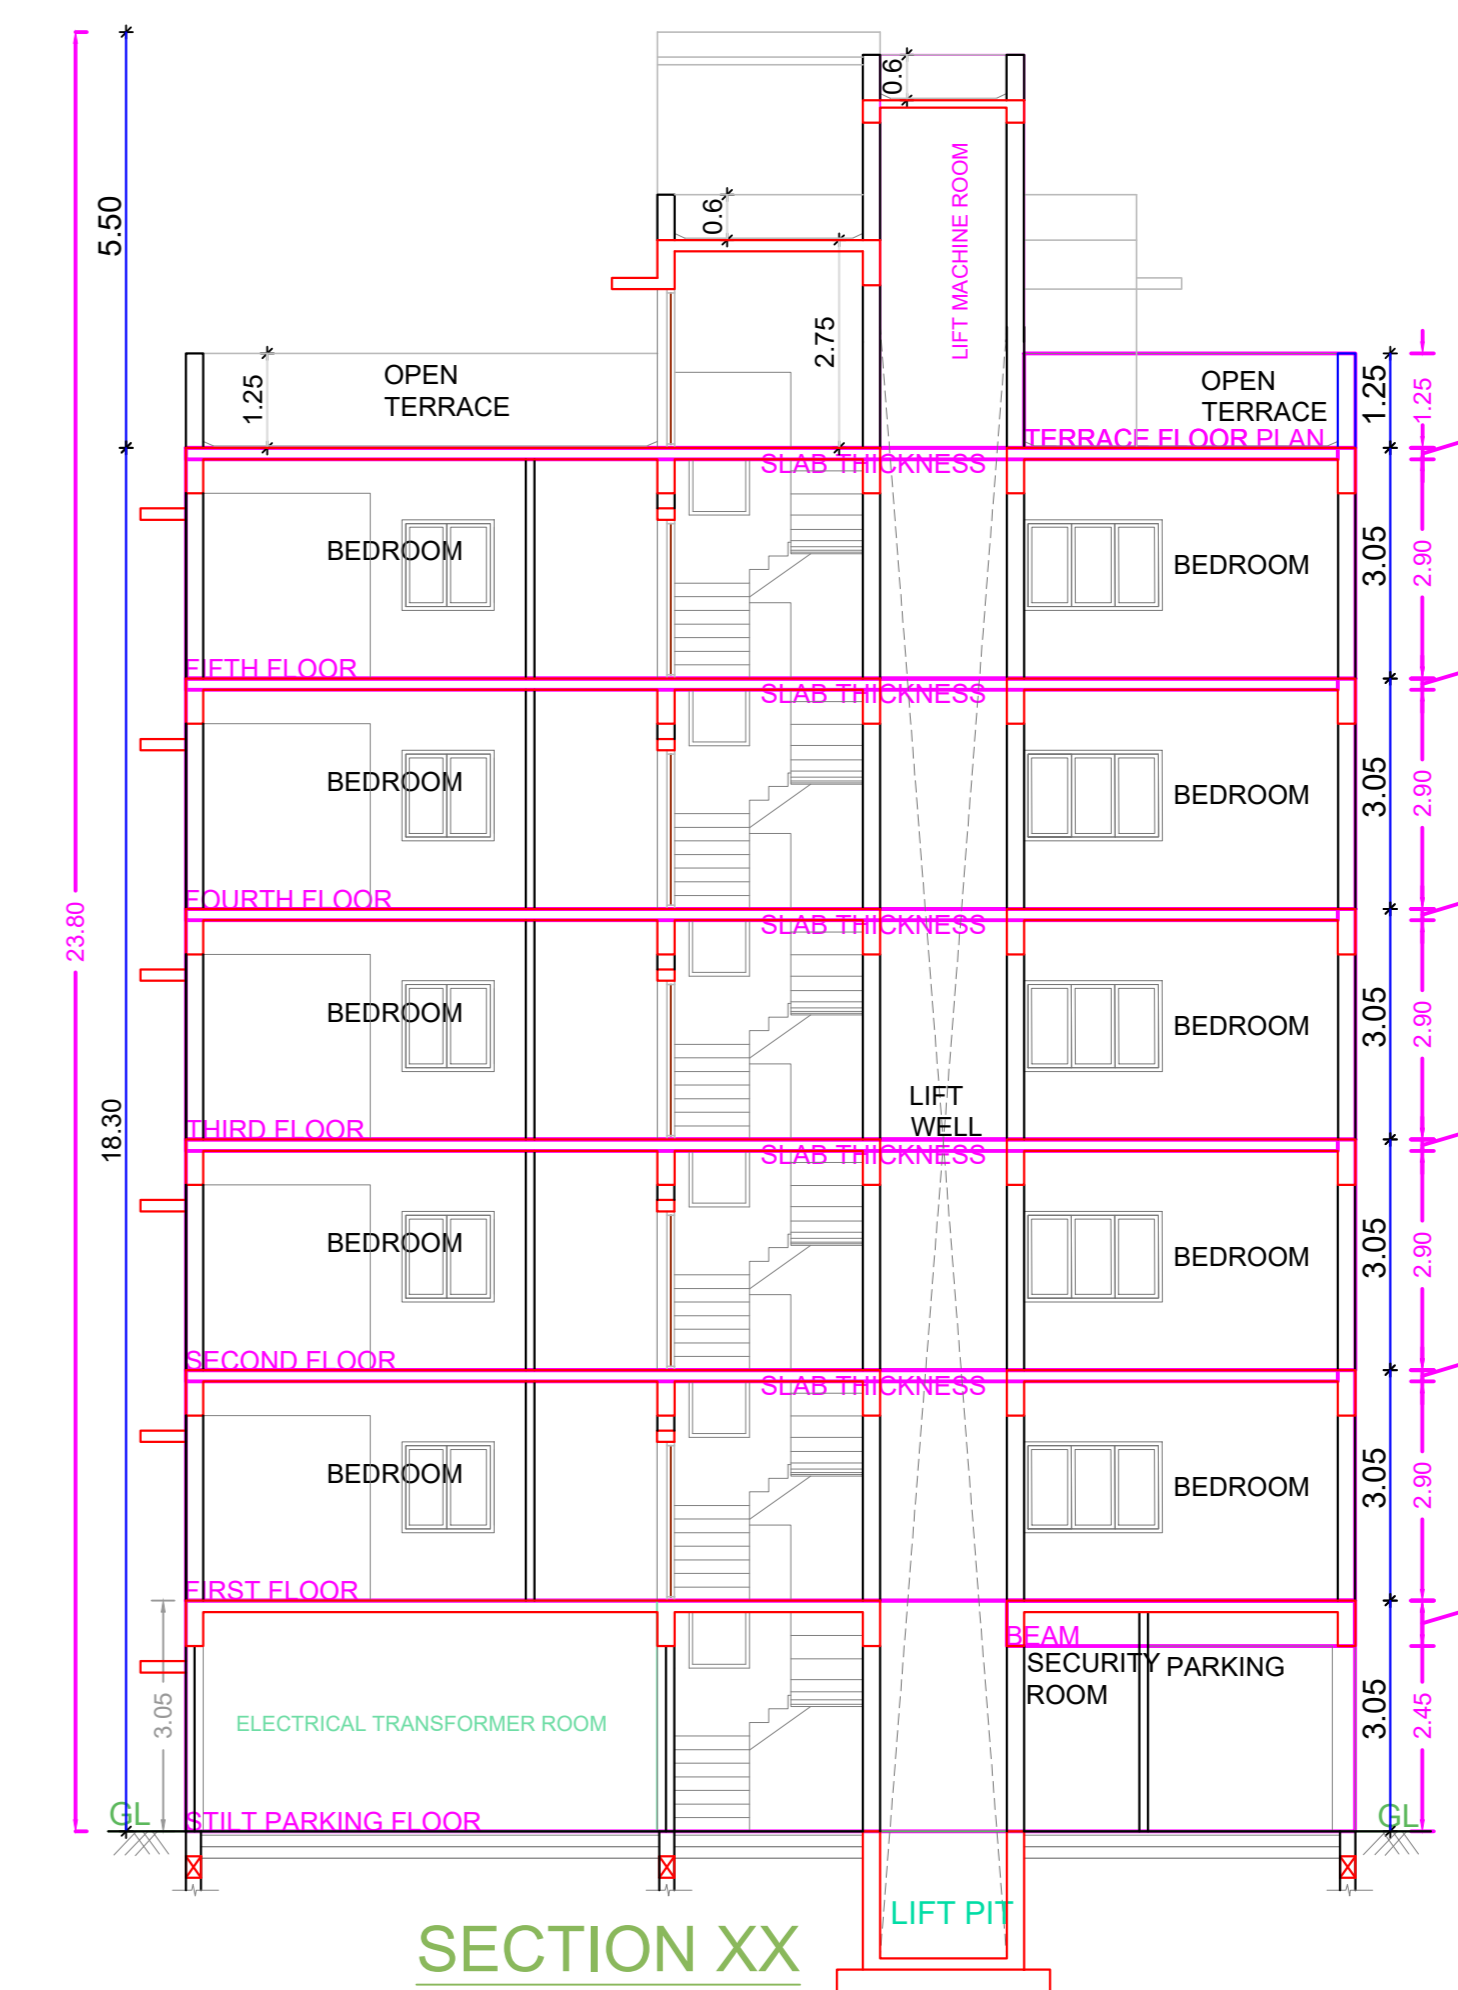 0.6
5.50
0.6
LIFT MACHINE ROOM
2.75
1.25
OPEN
TERRACE
OPEN
TERRACE
1.25
1.25
TERRACE FLOOR PLAN
SLAB THICKNESS
BEDROOM
BEDROOM
3.05
2.90
FIFTH FLOOR
SLAB THICKNESS
BEDROOM
BEDROOM
3.05
2.90
FOURTH FLOOR
SLAB THICKNESS
23.80
BEDROOM
BEDROOM
3.05
2.90
LIFT
WELL
18.30
THIRD FLOOR
SLAB THICKNESS
BEDROOM
BEDROOM
3.05
2.90
SECOND FLOOR
SLAB THICKNESS
BEDROOM
BEDROOM
3.05
2.90
FIRST FLOOR
BEAM
SECURITY
ROOM
PARKING
3.05
ELECTRICAL TRANSFORMER ROOM
3.05
2.45
GL
STILT PARKING FLOOR
GL
LIFT PIT
SECTION XX